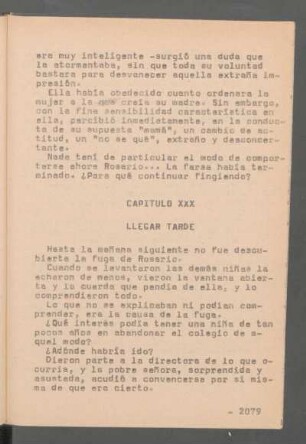 era muy inteligente -surgió una duda que
la atormentaba, sin que toda su voluntad
bastara para desvanecer aquella extraña im-
presión.
Ella había obedecido cuanto ordenara la
mujer a la que creía su madre. Sin embargo,
con la fina sensibilidad característica en
ella, percibió inmediatamente, en la conducta
de su supuesta "mamá", un cambio de ac-
titud, un "no se qué", extraño y desconcer-
tante.
Nada tení de particular el modo de compor-
tarse ahora Rosario... La farsa había ter-
minado. ¿Para qué continuar fingiendo?
CAPITULO XXX
LLEGAR TARDE
Hasta la mañana siguiente no fue descu-
bierta la fuga de Rosario.
Cuando se levantaron las demás niñas la
echaron de menos, vieron la ventana abier-
ta y la cuerda que pendía de ella, y lo
comprendieron todo.
Lo que no se explicaban ni podían com-
prender, era la causa de la fuga.
¿Qué interés podía tener una niña de tan
pocos años en abandonar el colegio de a-
quel modo?
¿Adónde habría ido?
Dieron parte a la directora de lo que o-
curría, y la pobre señora, sorprendida y
asustada, acudió a convencerse por si mis-
ma de que era cierto.
- 2079